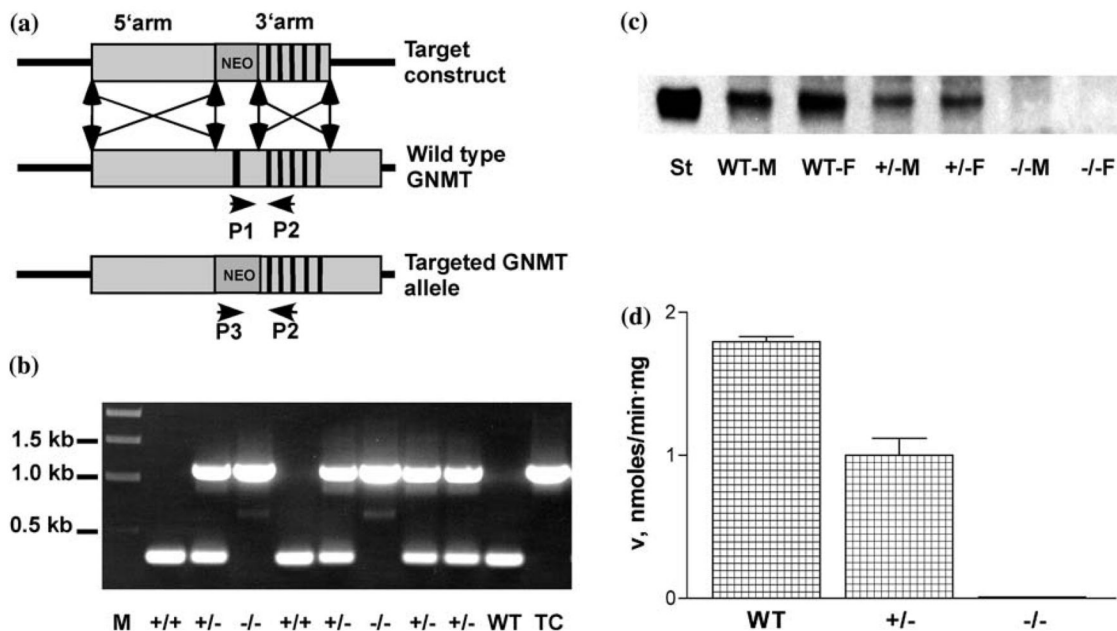 (a)
5‘arm 3‘arm
NEO
Target
construct
Wild type
GNMT
P1 P2
NEO
Targeted GNMT
allele
P3 P2
(b)
1.5 kb
1.0 kb
0.5 kb
M +/+ +/- -/- +/+ +/- -/- +/- +/- WT TC
(c)
St WT-M WT-F +/-M +/-F -/-M -/-F
(d)
v, nmoles/min·mg
2
1
0
WT +/- -/-